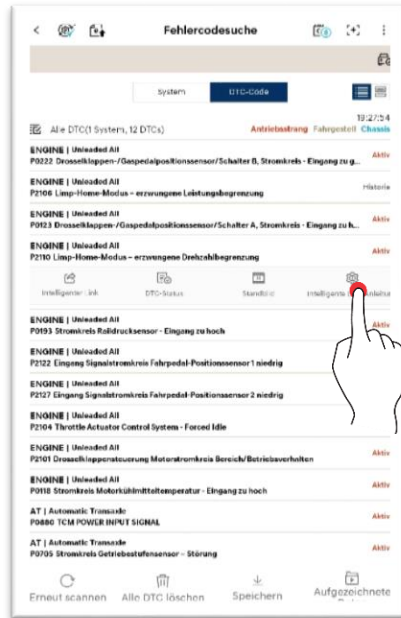 Fehlercodesuche
System
DTC-Code
19:27:54
Alle DTC(1 System, 12 DTCs)
Antriebsstrang Fahrgestell Chassis
ENGINE | Unleaded All
P0222 Drosselklappen-/Gaspedalpositionssensor/Schalter B, Stromkreis - Eingang zu g...
Aktiv
ENGINE | Unleaded All
P2106 Limp-Home-Modus – erzwungene Leistungsbegrenzung
Historie
ENGINE | Unleaded All
P0123 Drosselklappen-/Gaspedalpositionssensor/Schalter A, Stromkreis - Eingang zu h...
Aktiv
ENGINE | Unleaded All
P2110 Limp-Home-Modus – erzwungene Drehzahlbegrenzung
Aktiv
Intelligenter Link
DTC-Status
Standbild
Intelligente
ENGINE | Unleaded All
P0193 Stromkreis Raildrucksensor - Eingang zu hoch
Aktiv
ENGINE | Unleaded All
P2122 Eingang Signalstromkreis Fahrpedal-Positionssensor 1 niedrig
ENGINE | Unleaded All
P2127 Eingang Signalstromkreis Fahrpedal-Positionssensor 2 niedrig
ENGINE | Unleaded All
P2104 Throttle Actuator Control System - Forced Idle
ENGINE | Unleaded All
P2101 Drosselklappensteuerung Motorstromkreis Bereich/Betriebsverhalten
Aktiv
ENGINE | Unleaded All
P0118 Stromkreis Motorkühlmitteltemperatur - Eingang zu hoch
Aktiv
AT | Automatic Transaxle
P0880 TCM POWER INPUT SIGNAL
Aktiv
AT | Automatic Transaxle
P0705 Stromkreis Getriebestufensensor – Störung
Aktiv
Erneut scannen
Alle DTC löschen
Speichern
Aufgezeichnete